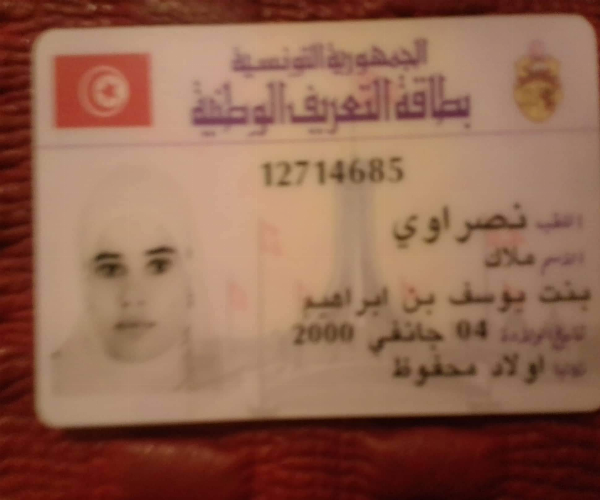 الجمهورية التونسية
بطاقة التعريف الوطنية
12714685
اللقب نصراوي
الاسم ملاك
بنت يوسف بن ابراهيم
تاريخ الولادة 04 جانفي 2000
اولاد محفوظ